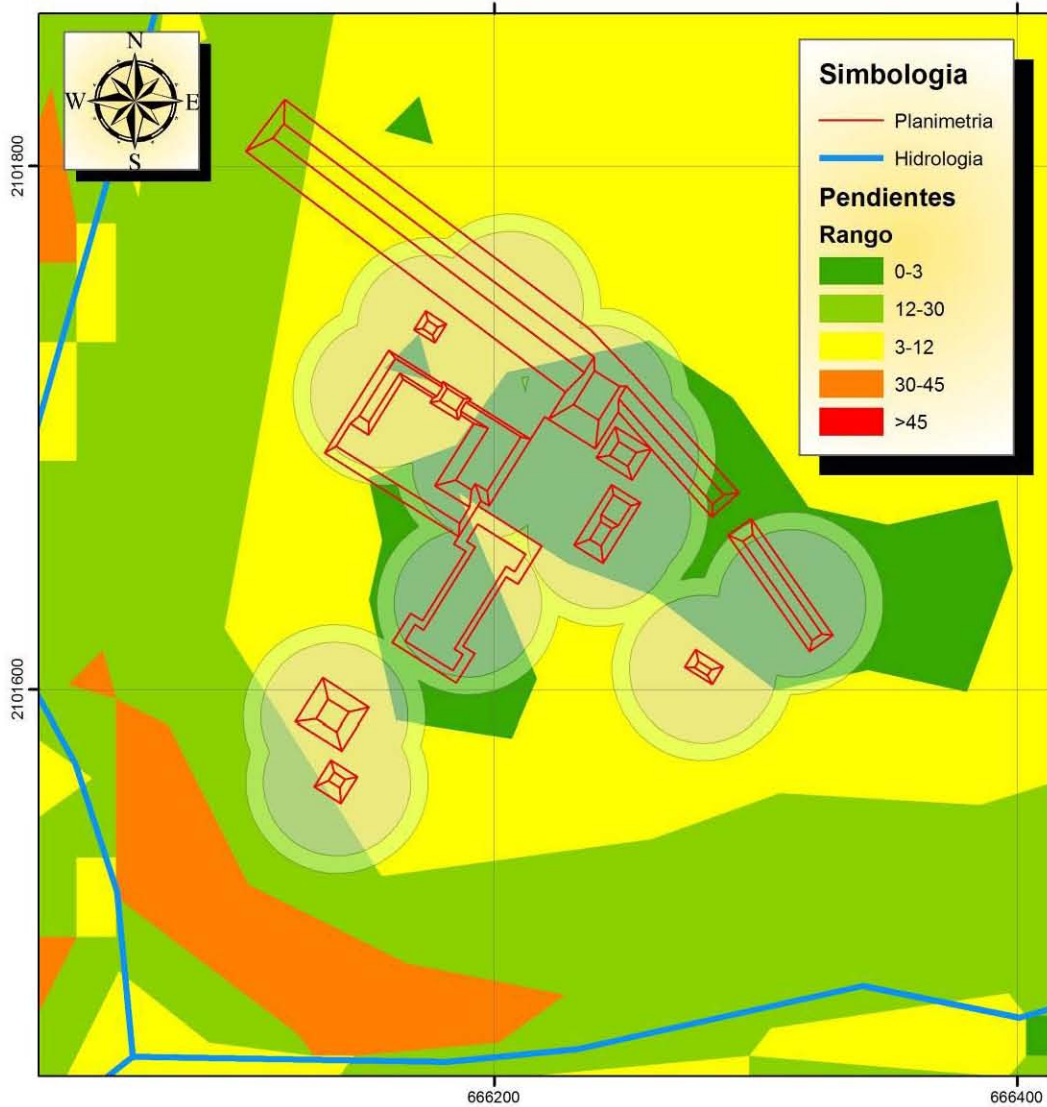 N
W
E
S
Simbologia
Planimetria
Hidrologia
Pendientes
Rango
0-3
12-30
3-12
30-45
>45
2101800
2101600
666200
666400